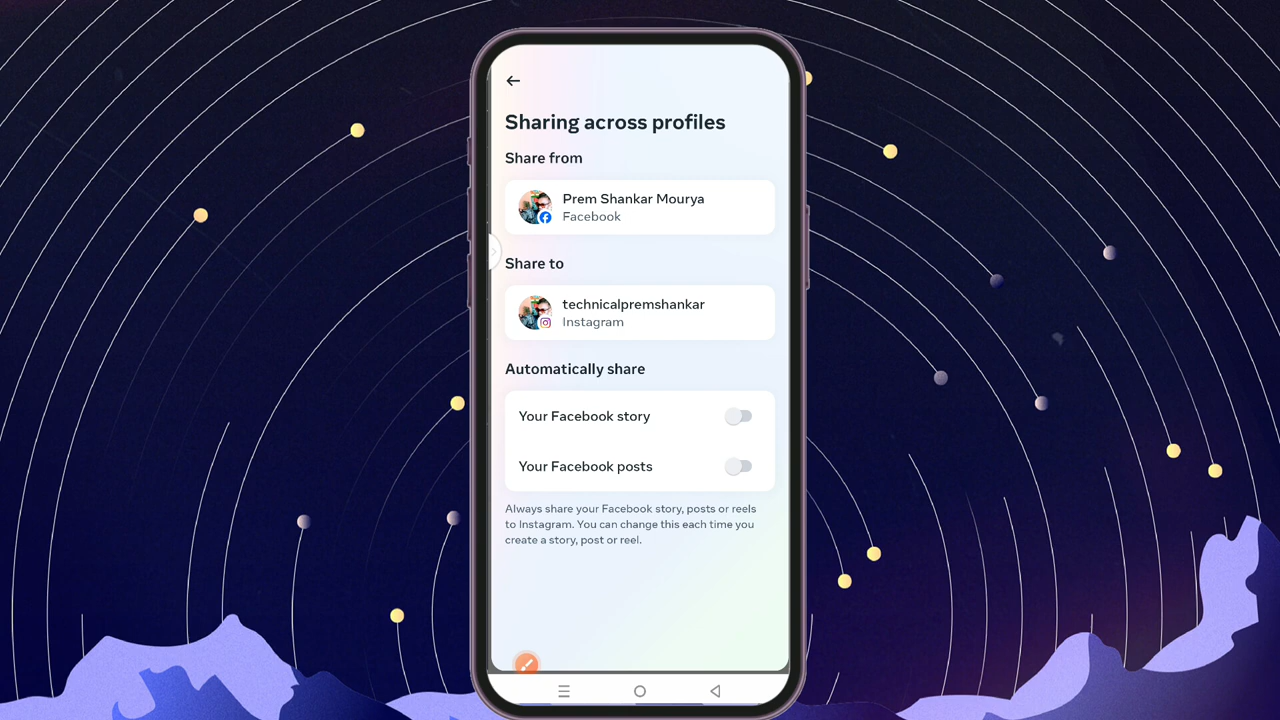 Sharing across profiles
Share from
Prem Shankar Mourya
Facebook
Share to
technicalpremshankar
Instagram
Automatically share
Your Facebook story
Your Facebook posts
Always share your Facebook story, posts or reels
to Instagram. You can change this each time you
create a story, post or reel.